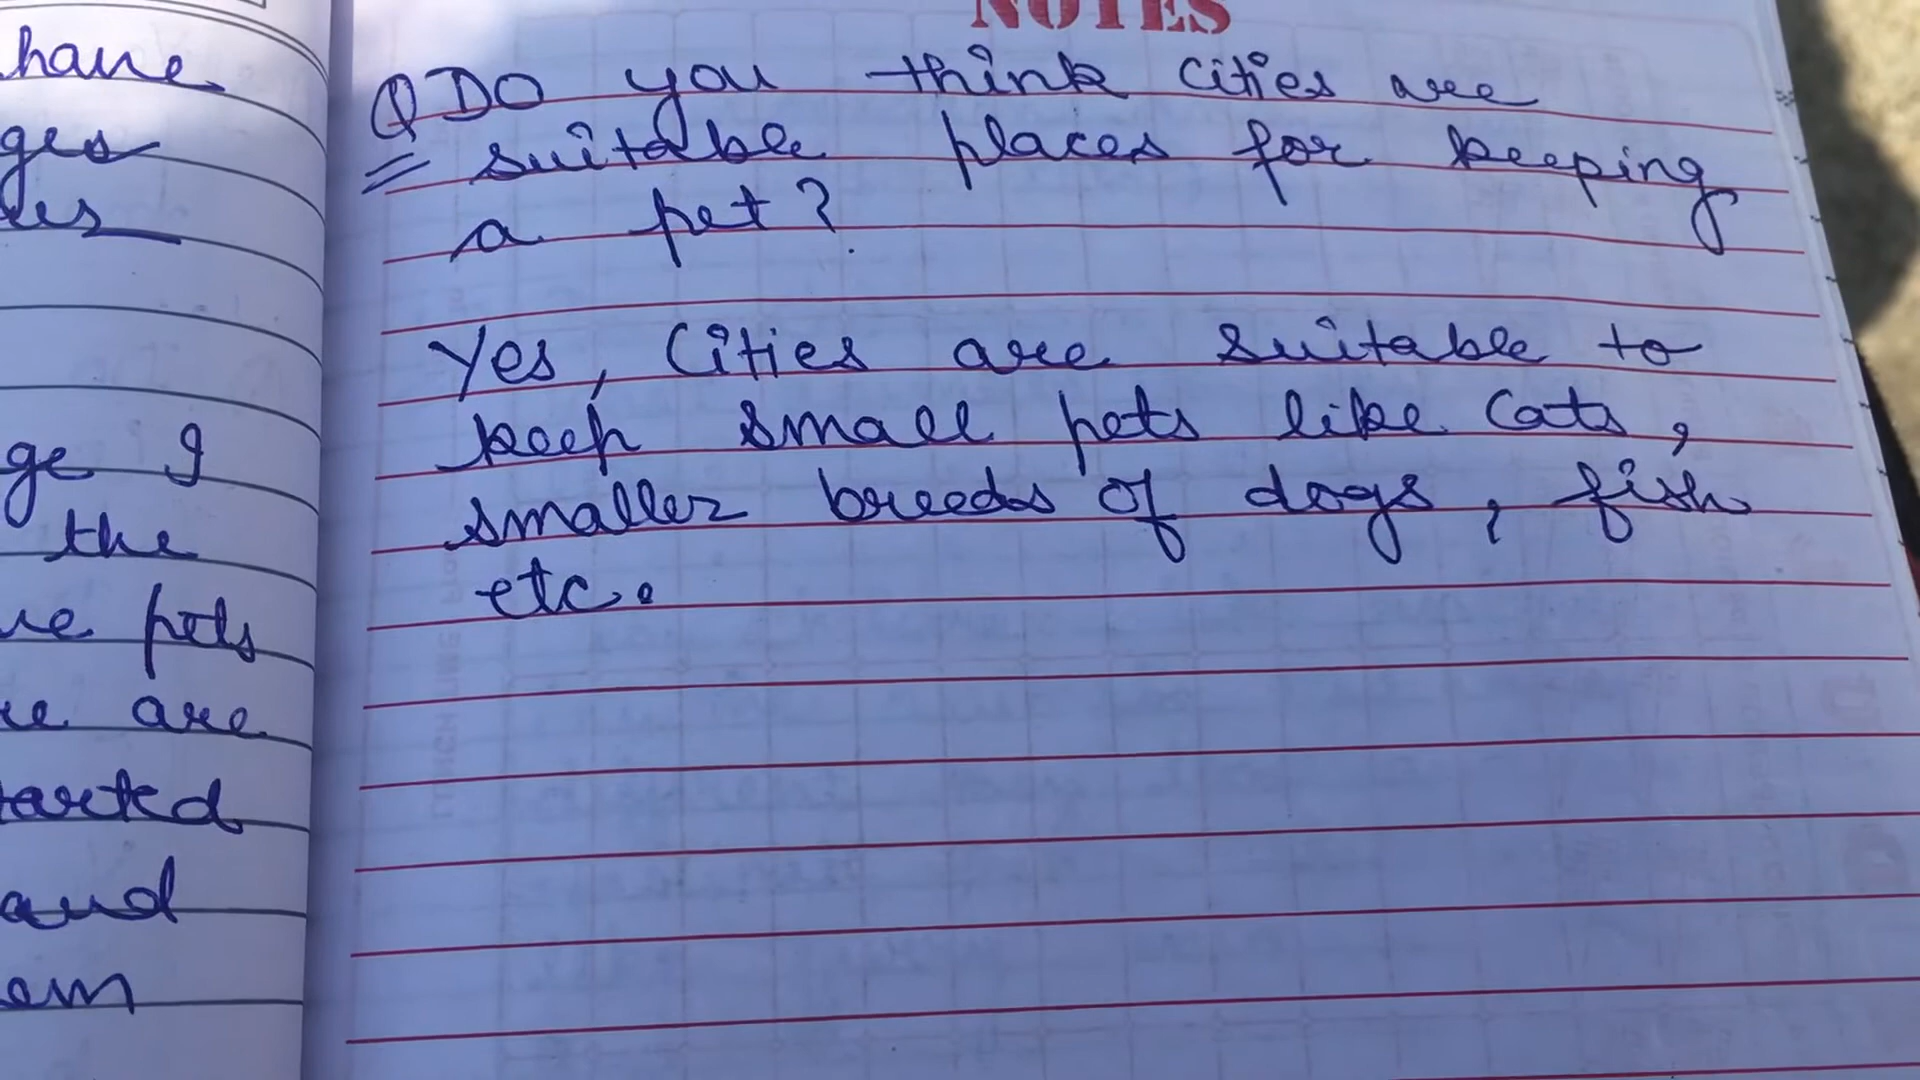 have
ges
ge I
the
pets
are
and
NOTES
Q DO you think cities are
suitable places for keeping
a pet?
Yes, Cities are suitable to
keep small pets like Cats,
smaller breeds of dogs, fish
etc.